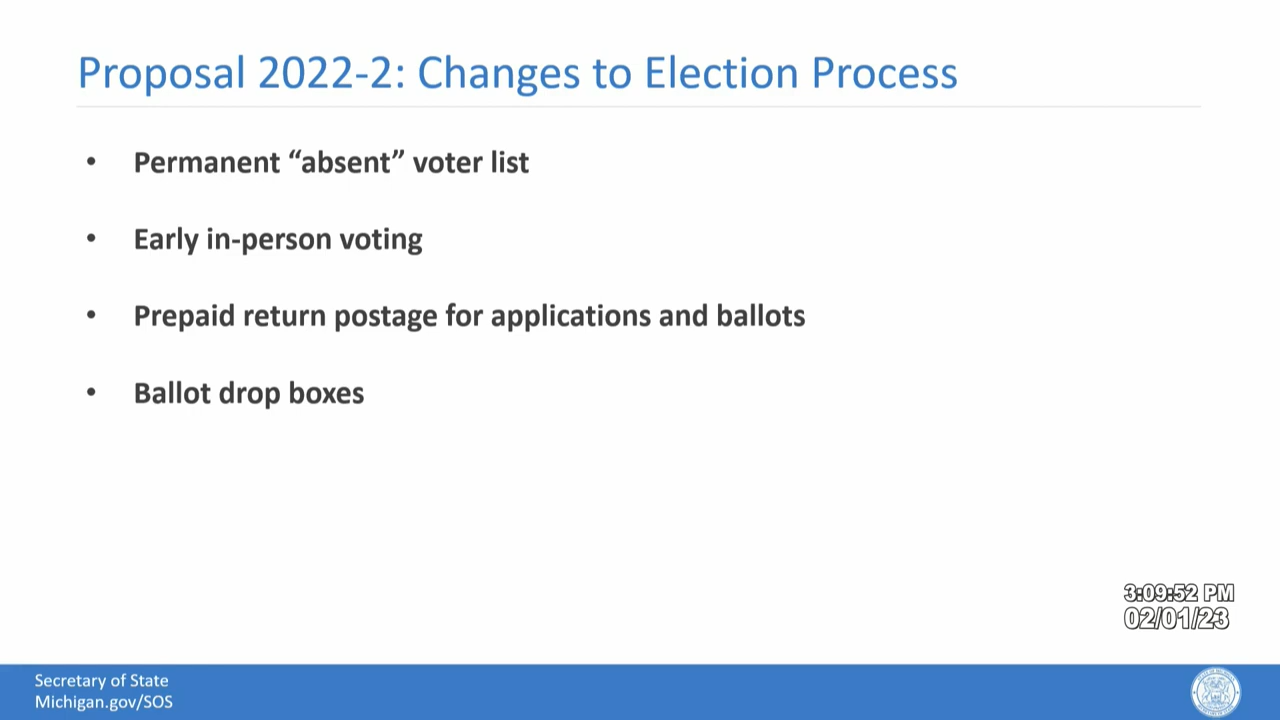 Proposal 2022-2: Changes to Election Process
• Permanent “absent” voter list
• Early in-person voting
• Prepaid return postage for applications and ballots
• Ballot drop boxes
3:09:52 PM
02/01/23
Secretary of State
Michigan.gov/SOS